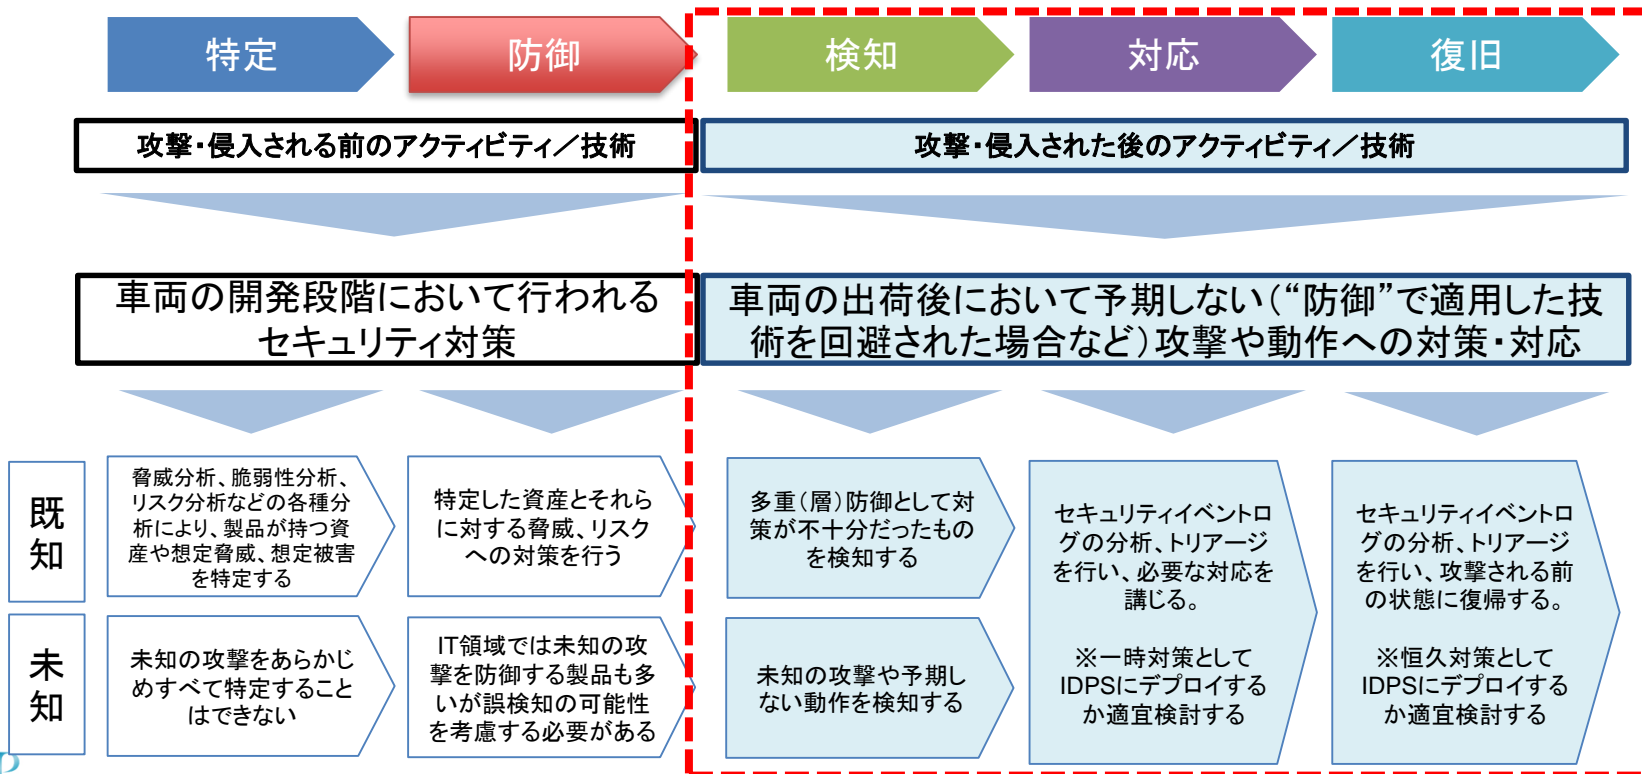 特定
防御
検知
対応
復旧
攻撃・侵入される前のアクティビティ／技術
攻撃・侵入された後のアクティビティ／技術
車両の開発段階において行われる
セキュリティ対策
車両の出荷後において予期しない(“防御”で適用した技
術を回避された場合など)攻撃や動作への対策・対応
既
知
脅威分析、脆弱性分析、
リスク分析などの各種分
析により、製品が持つ資
産や想定脅威、想定被害
を特定する
特定した資産とそれら
に対する脅威、リスク
への対策を行う
多重(層)防御として対
策が不十分だったもの
を検知する
セキュリティイベントロ
グの分析、トリアージ
を行い、必要な対応を
講じる。
※一時対策として
IDPSにデプロイする
か適宜検討する
セキュリティイベントロ
グの分析、トリアージ
を行い、攻撃される前
の状態に復帰する。
※恒久対策として
IDPSにデプロイする
か適宜検討する
未
知
未知の攻撃をあらかじ
めすべて特定すること
はできない
IT領域では未知の攻
撃を防御する製品も多
いが誤検知の可能性
を考慮する必要がある
未知の攻撃や予期し
ない動作を検知する